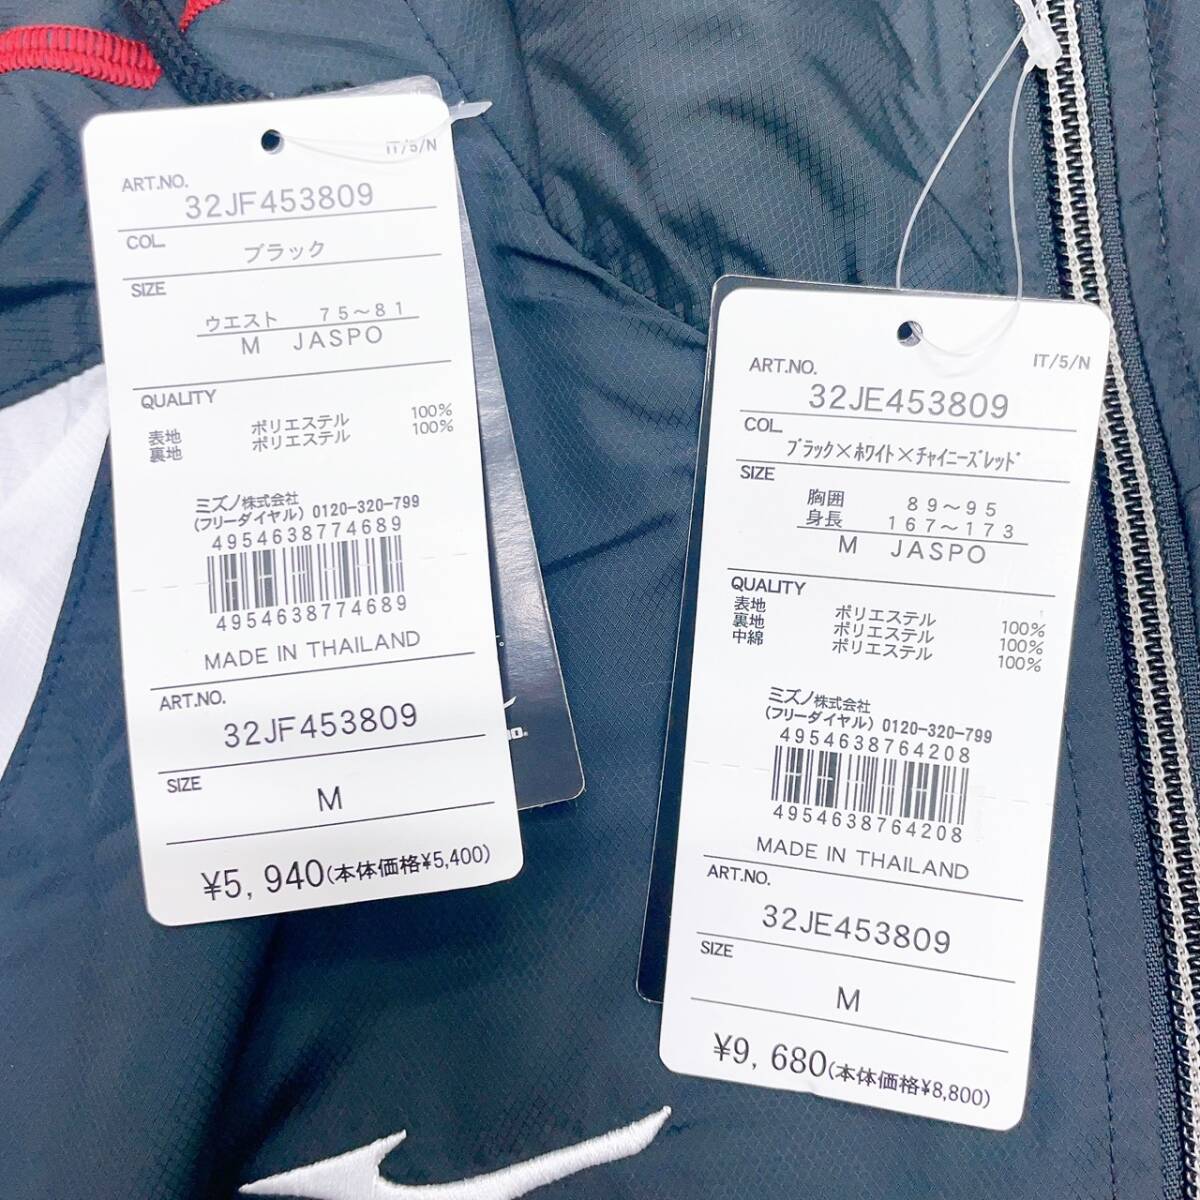 IT/5/N
ART.NO.
32JF453809
COL.
ブラック
SIZE
ウエスト 75～81
M JASPO
QUALITY
表地 ポリエステル 100%
裏地 ポリエステル 100%
ミズノ株式会社
(フリーダイヤル) 0120-320-799
4954638774689
4954638774689
MADE IN THAILAND
ART.NO.
32JF453809
SIZE
M
¥5,940(本体価格¥5,400)
IT/5/N
ART.NO.
32JE453809
COL.
ブラック×ホワイト×チャイニーズレッド
SIZE
胸囲 89～95
身長 167～173
M JASPO
QUALITY
表地 ポリエステル 100%
裏地 ポリエステル 100%
中綿 ポリエステル 100%
ミズノ株式会社
(フリーダイヤル) 0120-320-799
4954638764208
4954638764208
MADE IN THAILAND
ART.NO.
32JE453809
SIZE
M
¥9,680(本体価格¥8,800)